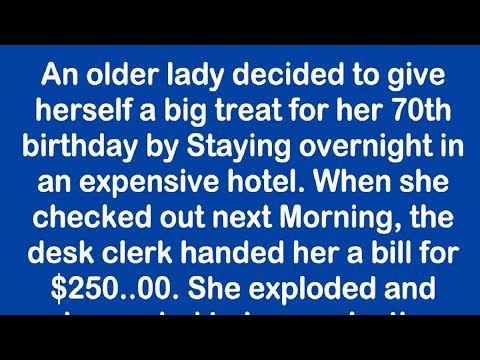 An older lady decided to give
herself a big treat for her 70th
birthday by Staying overnight in
an expensive hotel. When she
checked out next Morning, the
desk clerk handed her a bill for
$250..00. She exploded and